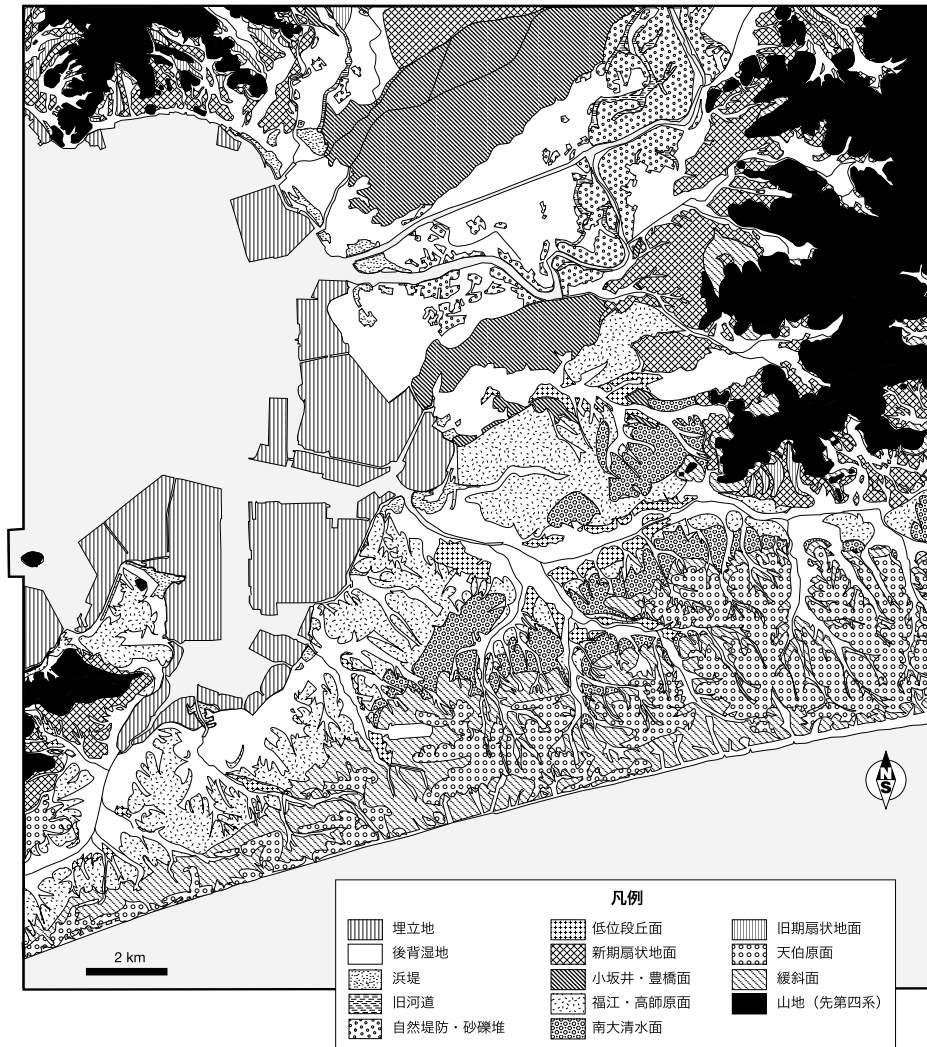 N
S
凡例
埋立地
後背湿地
浜堤
旧河道
自然堤防・砂礫堆
低位段丘面
新期扇状地面
小坂井・豊橋面
福江・高師原面
南大清水面
旧期扇状地面
天伯原面
緩斜面
山地（先第四系）
2 km